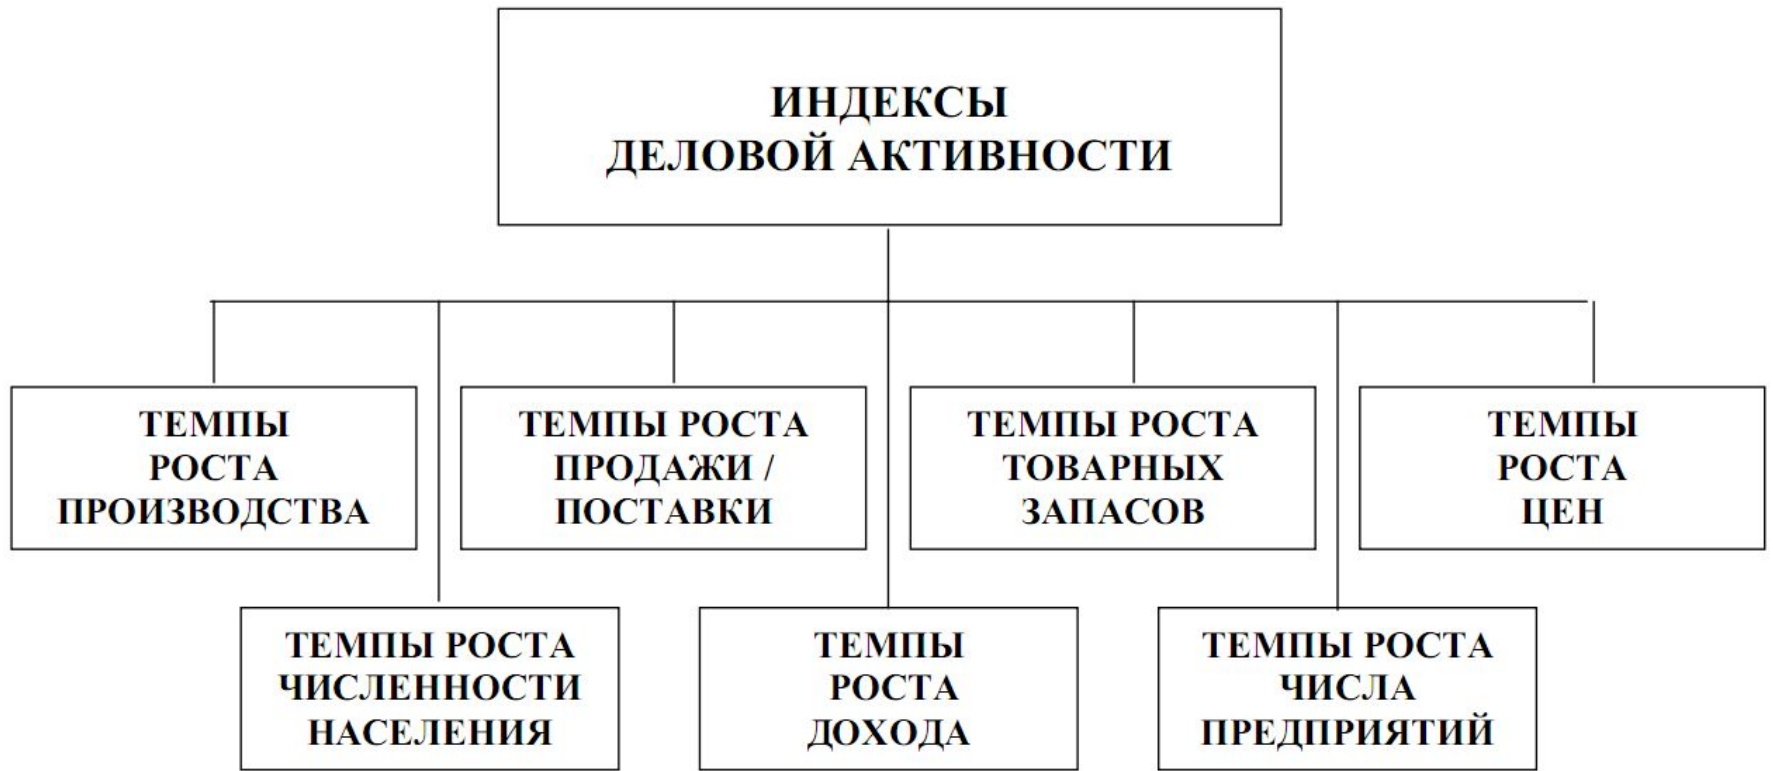 ИНДЕКСЫ
ДЕЛОВОЙ АКТИВНОСТИ
ТЕМПЫ
РОСТА
ПРОИЗВОДСТВА
ТЕМПЫ РОСТА
ПРОДАЖИ /
ПОСТАВКИ
ТЕМПЫ РОСТА
ТОВАРНЫХ
ЗАПАСОВ
ТЕМПЫ
РОСТА
ЦЕН
ТЕМПЫ РОСТА
ЧИСЛЕННОСТИ
НАСЕЛЕНИЯ
ТЕМПЫ
РОСТА
ДОХОДА
ТЕМПЫ РОСТА
ЧИСЛА
ПРЕДПРИЯТИЙ